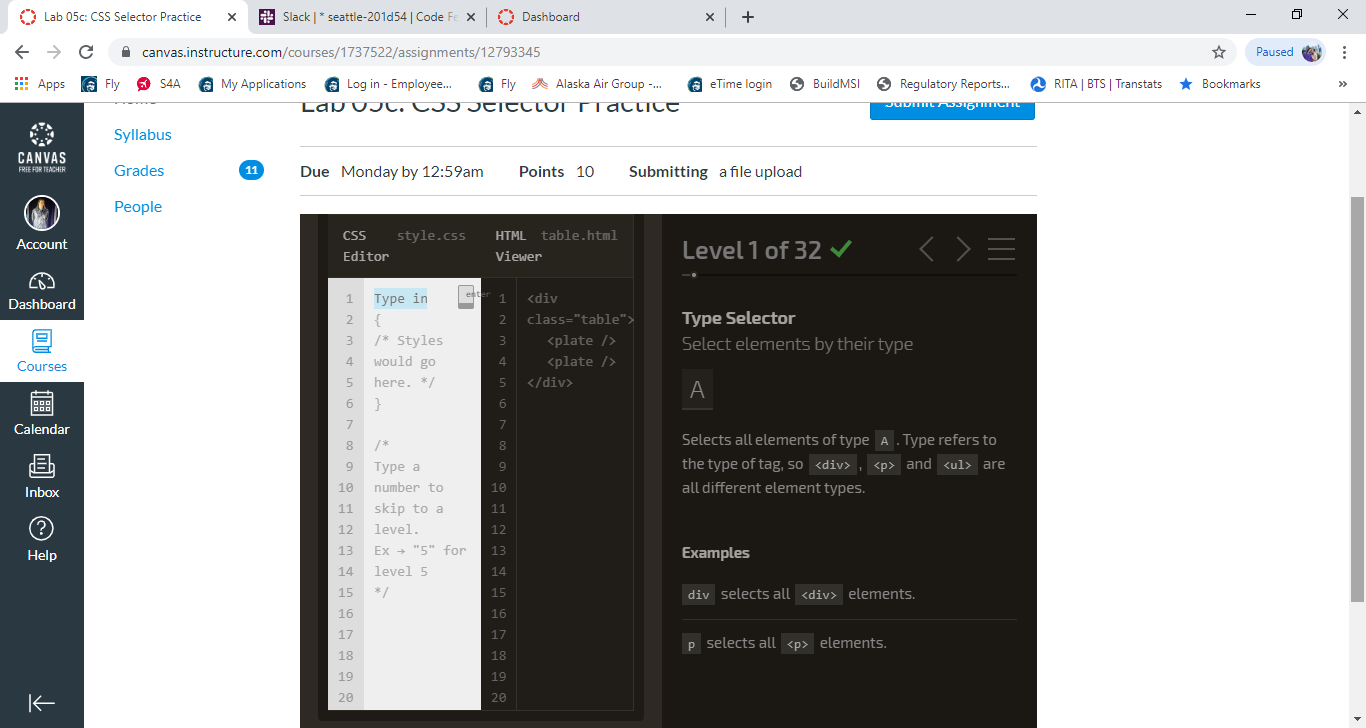 Lab 05c: CSS Selector Practice
Slack | * seattle-201d54 | Code Fe
Dashboard
canvas.instructure.com/courses/1737522/assignments/12793345
Paused
Apps
Fly
S4A
My Applications
Log in - Employee...
Fly
Alaska Air Group -...
eTime login
BuildMSI
Regulatory Reports...
RITA | BTS | Transtats
Bookmarks
»
CANVAS
FREE FOR TEACHER
Account
Dashboard
Courses
Calendar
Inbox
Help
Home
Syllabus
Grades 11
People
Lab 05c: CSS Selector Practice
Submit Assignment
Due Monday by 12:59am Points 10 Submitting a file upload
CSS Editor style.css
HTML Viewer table.html
1 Type in enter
2 {
3 /* Styles
4 would go
5 here. */
6 }
7
8 /*
9 Type a
10 number to
11 skip to a
12 level.
13 Ex → "5" for
14 level 5
15 */
16
17
18
19
20
1 <div
2 class="table">
3 <plate />
4 <plate />
5 </div>
6
7
8
9
10
11
12
13
14
15
16
17
18
19
20
Level 1 of 32
Type Selector
Select elements by their type
A
Selects all elements of type A . Type refers to
the type of tag, so <div> , <p> and <ul> are
all different element types.
Examples
div selects all <div> elements.
p selects all <p> elements.